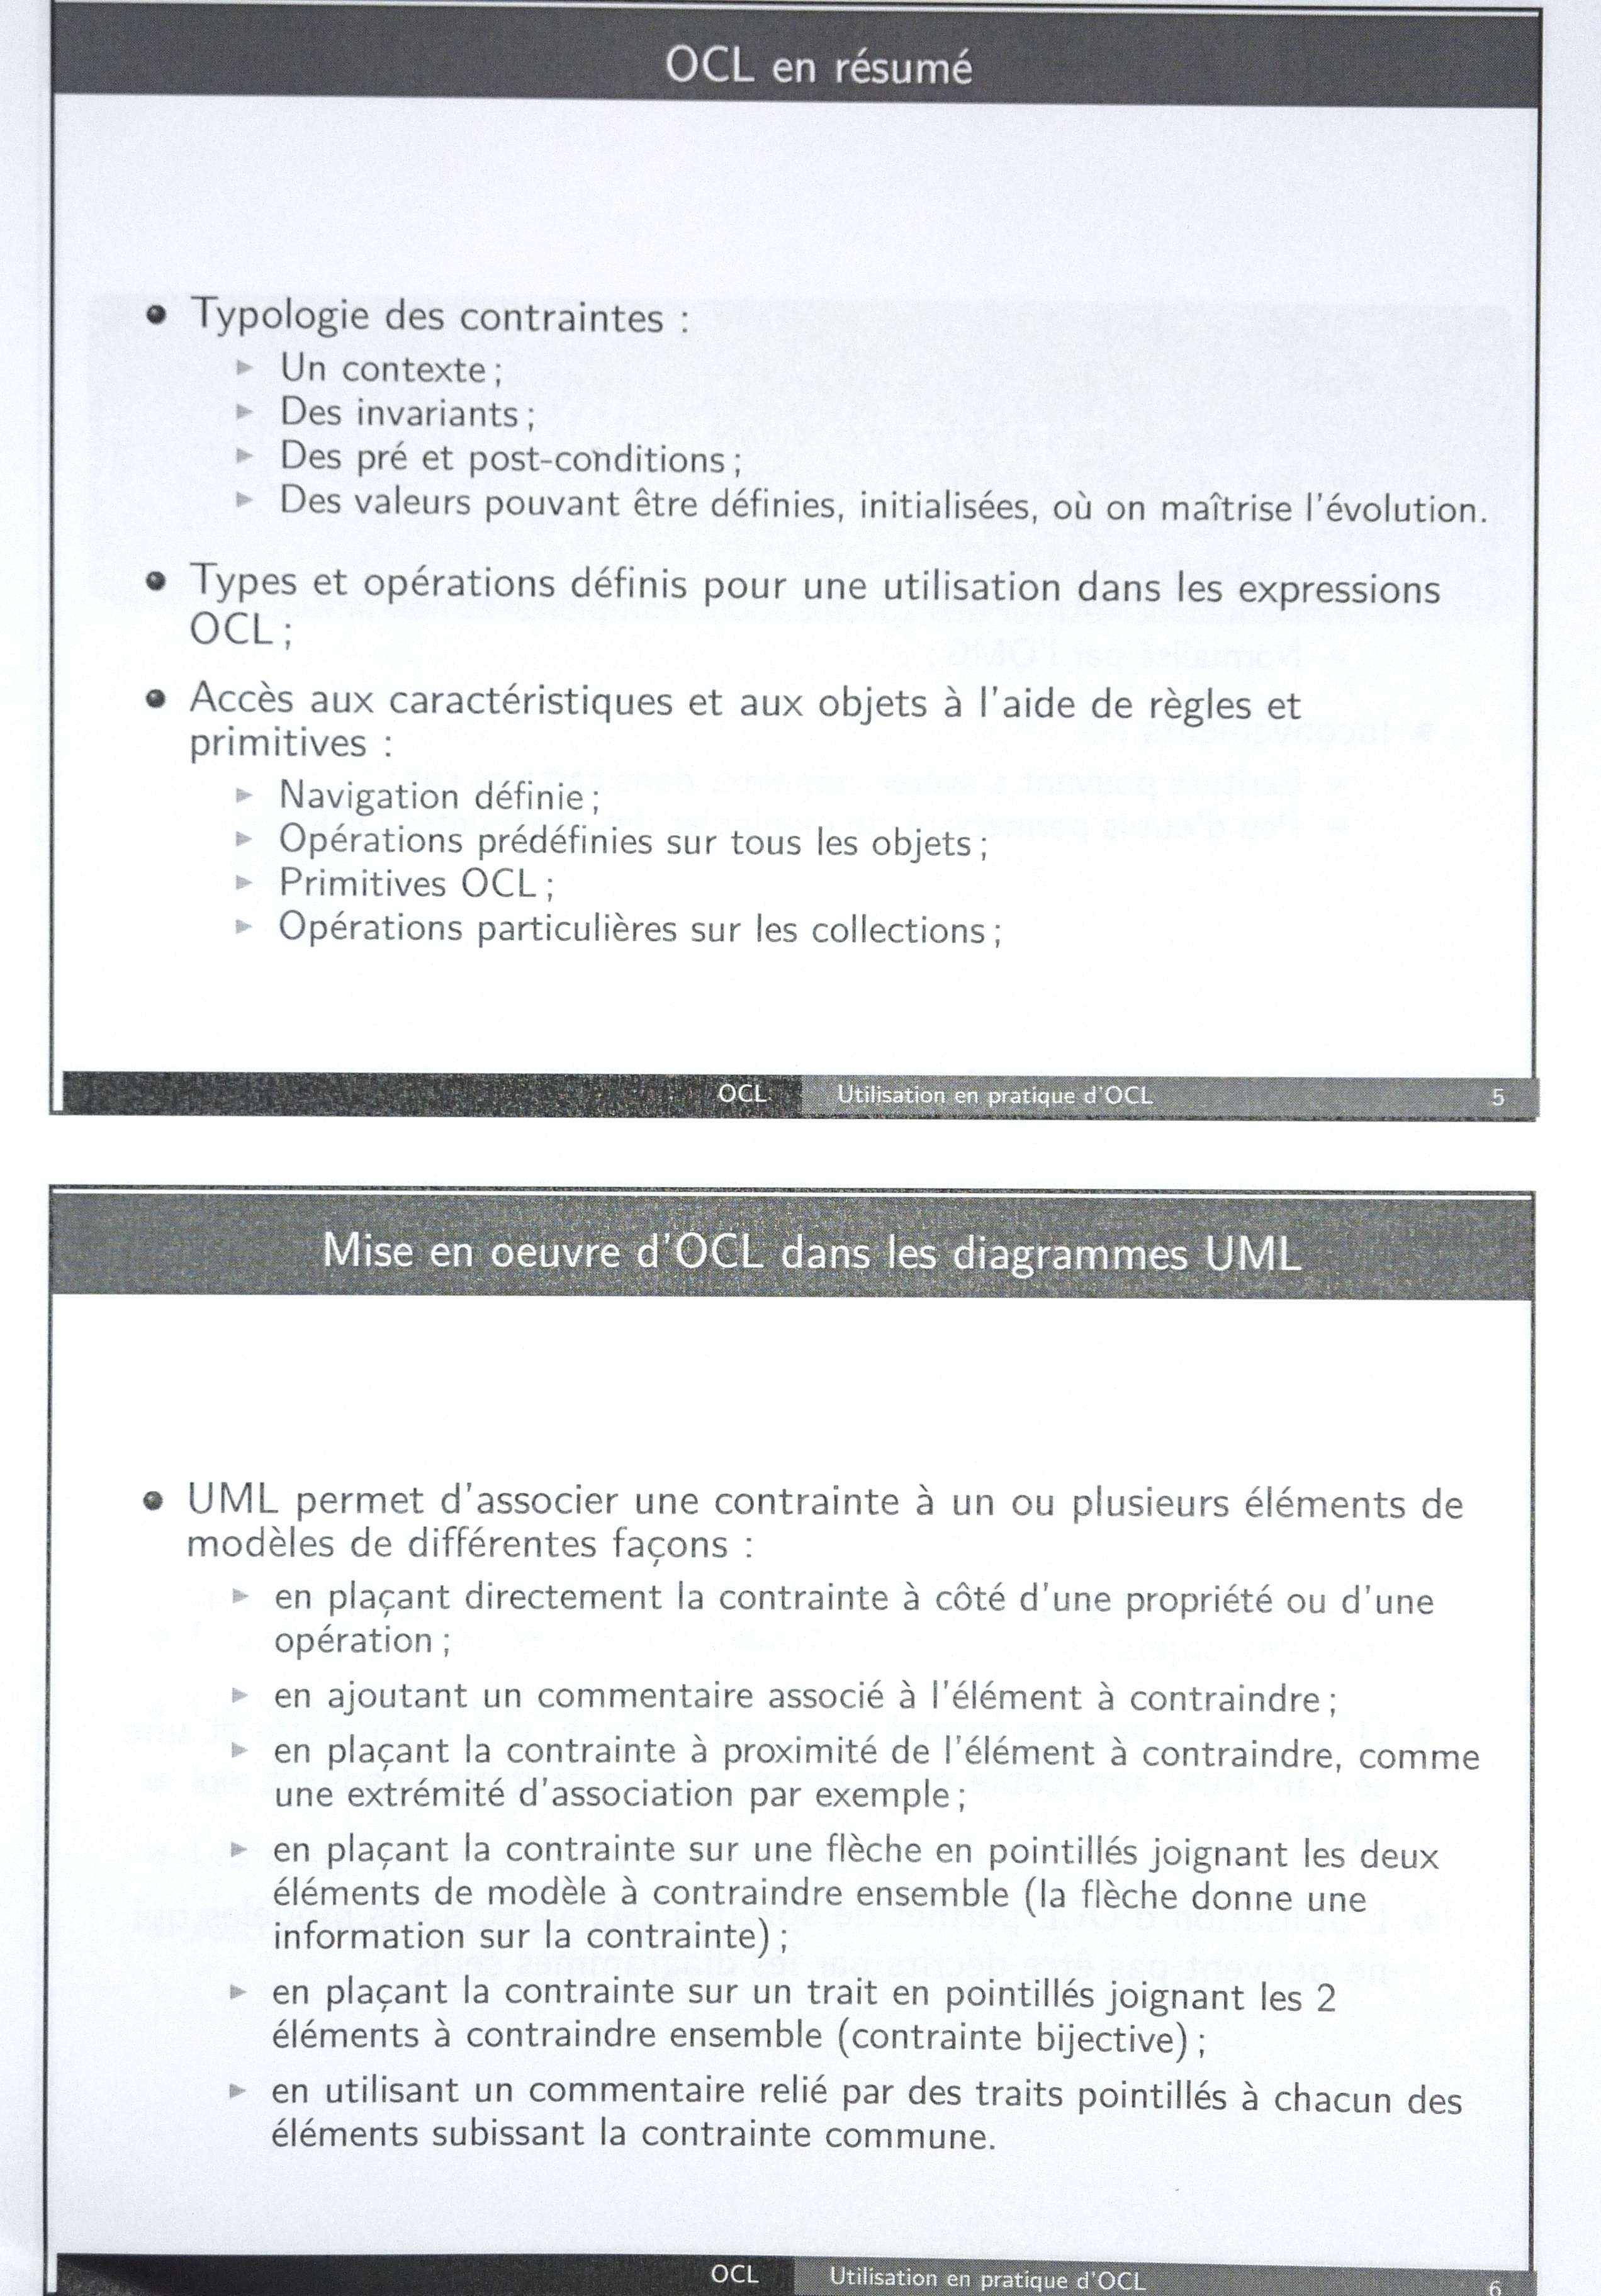 OCL en résumé
Typologie des contraintes :
Un contexte ;
Des invariants ;
Des pré et post-conditions ;
Des valeurs pouvant être définies, initialisées, où on maîtrise l'évolution.
Types et opérations définis pour une utilisation dans les expressions
OCL ;
Accès aux caractéristiques et aux objets à l'aide de règles et
primitives :
Navigation définie ;
Opérations prédéfinies sur tous les objets ;
Primitives OCL ;
Opérations particulières sur les collections ;
OCL Utilisation en pratique d'OCL 5
Mise en oeuvre d'OCL dans les diagrammes UML
UML permet d'associer une contrainte à un ou plusieurs éléments de
modèles de différentes façons :
en plaçant directement la contrainte à côté d'une propriété ou d'une
opération ;
en ajoutant un commentaire associé à l'élément à contraindre ;
en plaçant la contrainte à proximité de l'élément à contraindre, comme
une extrémité d'association par exemple ;
en plaçant la contrainte sur une flèche en pointillés joignant les deux
éléments de modèle à contraindre ensemble (la flèche donne une
information sur la contrainte) ;
en plaçant la contrainte sur un trait en pointillés joignant les 2
éléments à contraindre ensemble (contrainte bijective) ;
en utilisant un commentaire relié par des traits pointillés à chacun des
éléments subissant la contrainte commune.
OCL Utilisation en pratique d'OCL 6